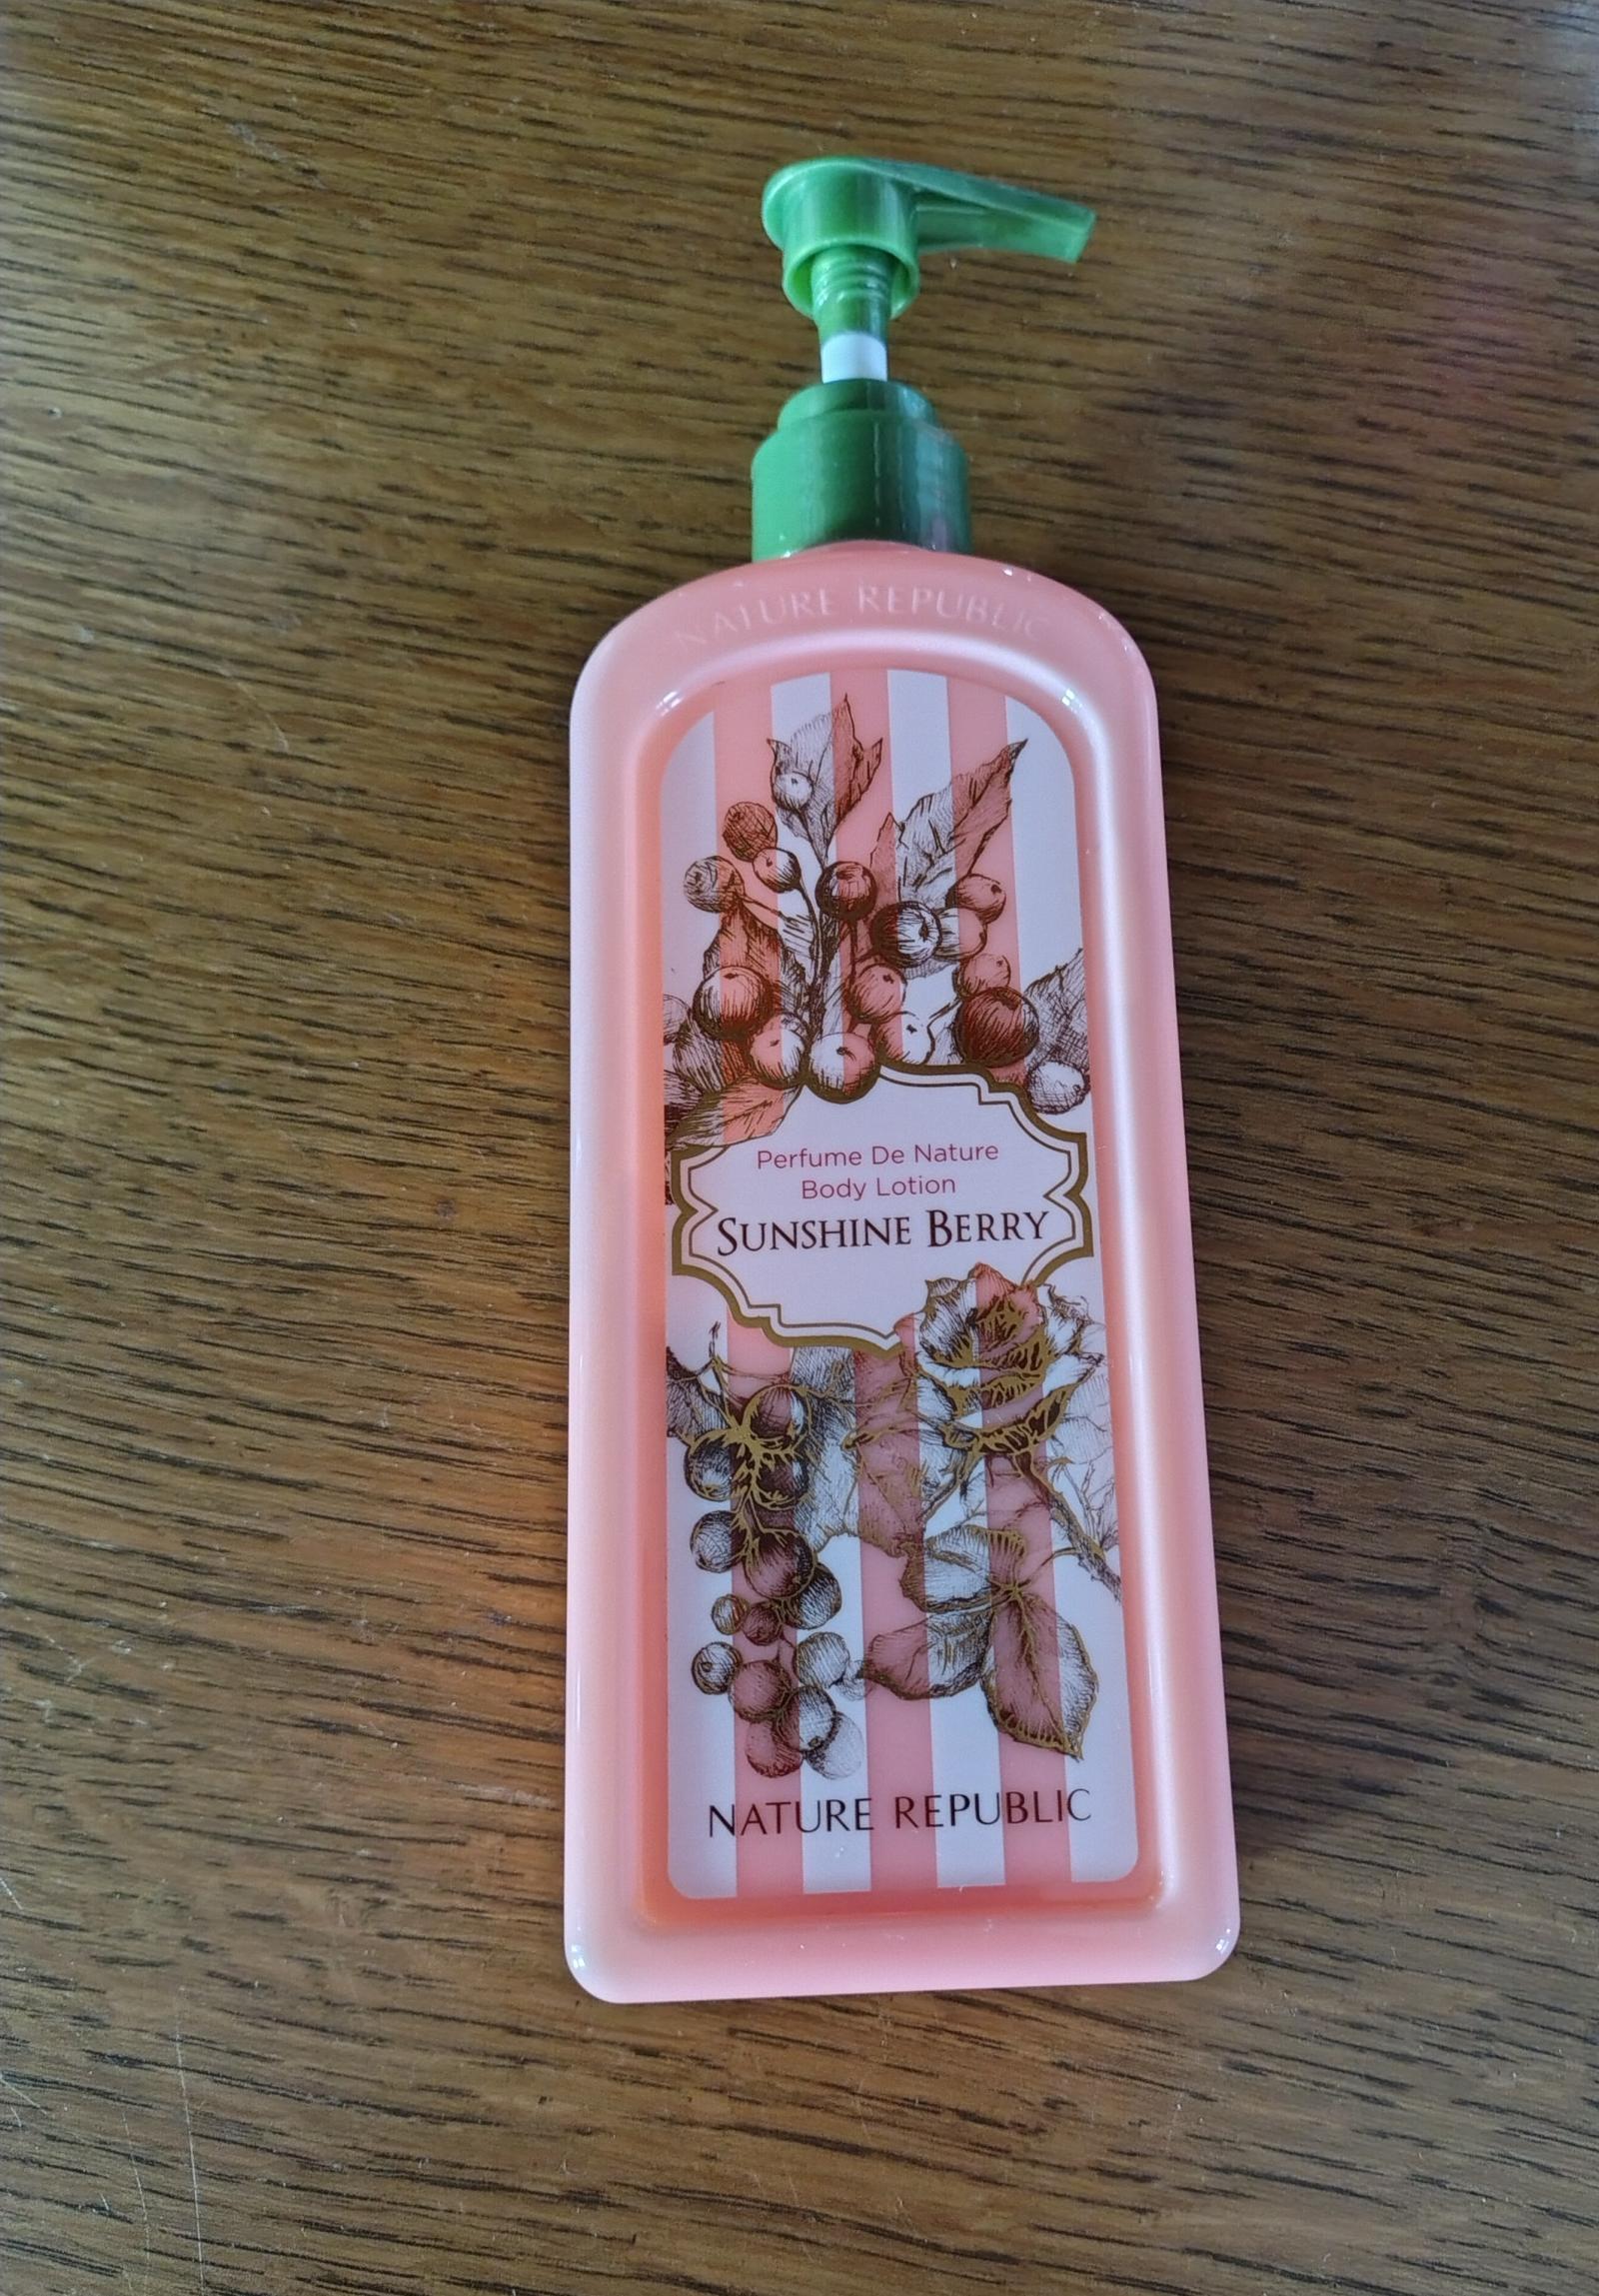 NATURE REPUBLIC
Perfume De Nature
Body Lotion
SUNSHINE BERRY
NATURE REPUBLIC